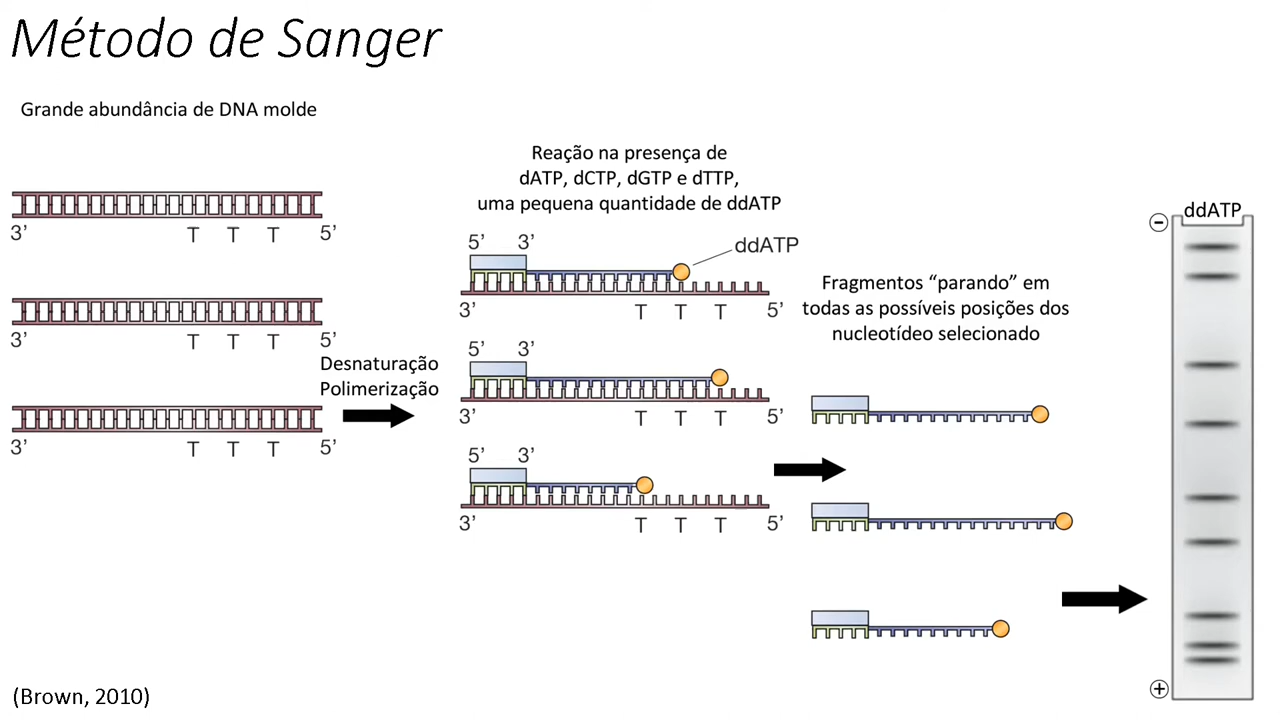 Método de Sanger
Grande abundância de DNA molde
3’ T T T 5’
3’ T T T 5’
3’ T T T 5’
Desnaturação
Polimerização
Reação na presença de
dATP, dCTP, dGTP e dTTP,
uma pequena quantidade de ddATP
5’ 3’
ddATP
3’ T T T 5’
5’ 3’
3’ T T T 5’
5’ 3’
3’ T T T 5’
Fragmentos “parando” em
todas as possíveis posições dos
nucleotídeo selecionado
ddATP
−
+
(Brown, 2010)